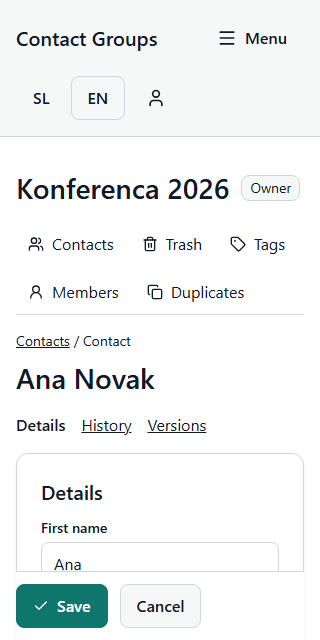 Contact Groups
Menu
SL
EN
Konferenca 2026
Owner
Contacts
Trash
Tags
Members
Duplicates
Contacts / Contact
Ana Novak
Details
History
Versions
Details
First name
Ana
Save
Cancel